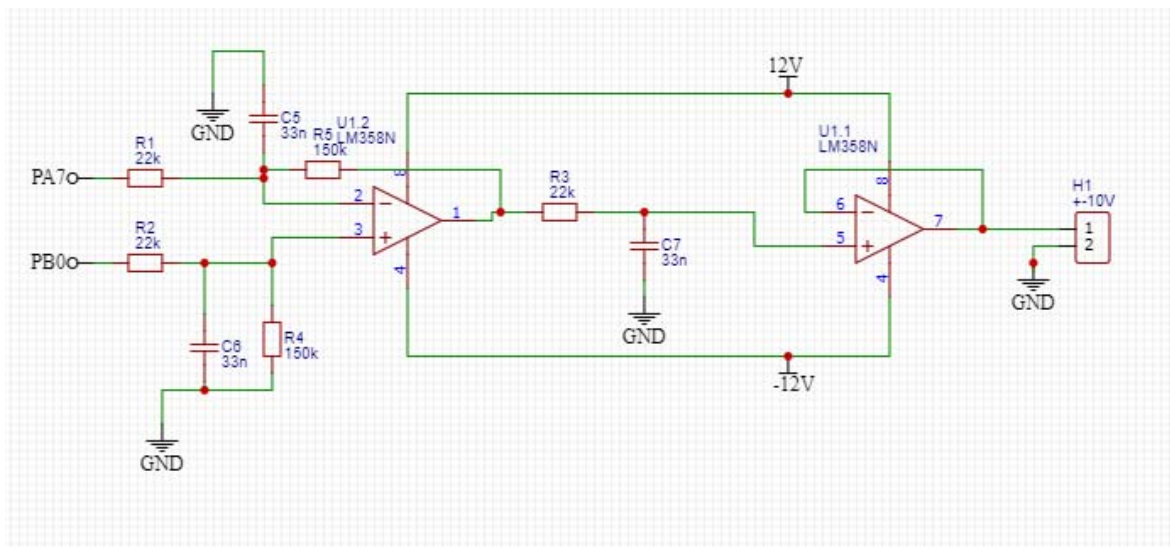 12V
GND
C5
33n
R5
150k
U1.2
LM358N
R1
22k
PA7
2
3
1
8
4
R2
22k
PB0
C6
33n
R4
150k
GND
R3
22k
C7
33n
GND
U1.1
LM358N
6
5
7
8
4
-12V
H1
+-10V
1
2
GND